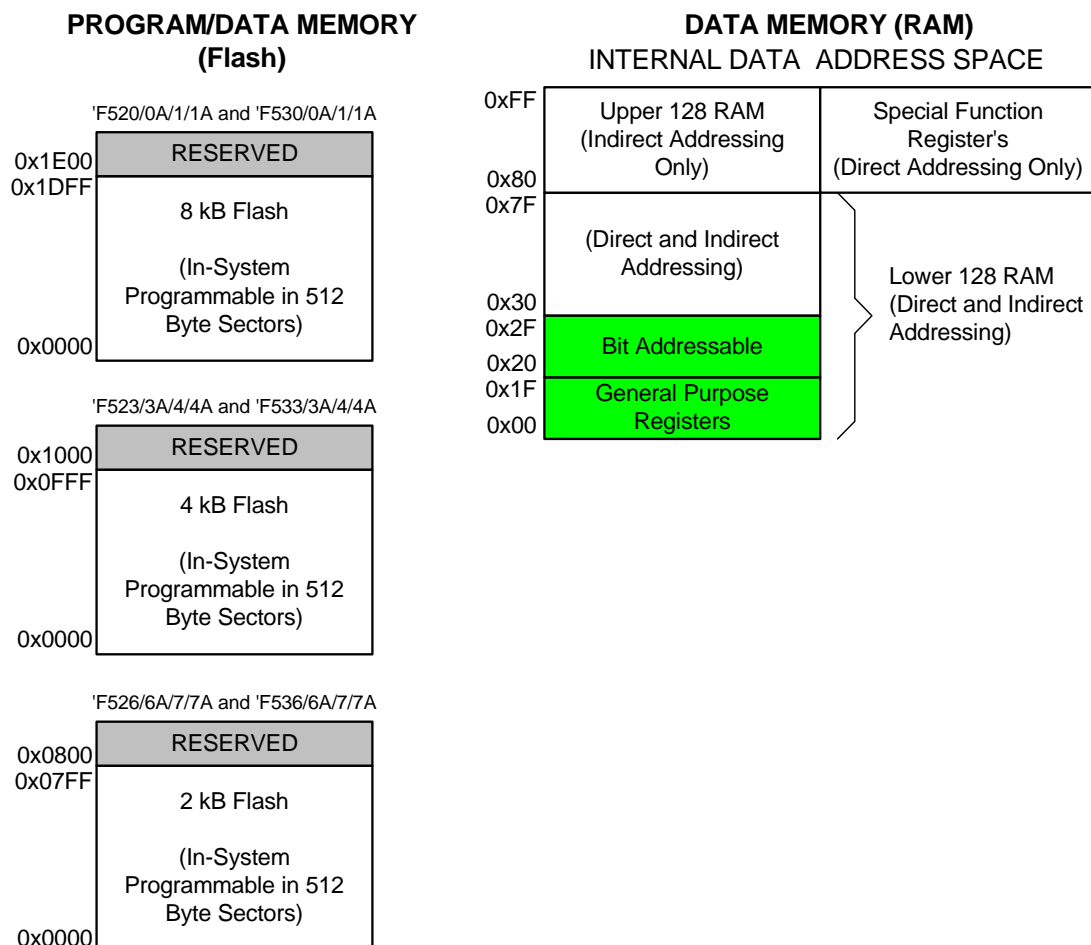 PROGRAM/DATA MEMORY
(Flash)
'F520/0A/1/1A and 'F530/0A/1/1A
RESERVED
0x1E00
0x1DFF
8 kB Flash
(In-System
Programmable in 512
Byte Sectors)
0x0000
'F523/3A/4/4A and 'F533/3A/4/4A
RESERVED
0x1000
0x0FFF
4 kB Flash
(In-System
Programmable in 512
Byte Sectors)
0x0000
'F526/6A/7/7A and 'F536/6A/7/7A
RESERVED
0x0800
0x07FF
2 kB Flash
(In-System
Programmable in 512
Byte Sectors)
0x0000
DATA MEMORY (RAM)
INTERNAL DATA ADDRESS SPACE
0xFF
Upper 128 RAM
(Indirect Addressing
Only)
0x80
Special Function
Register's
(Direct Addressing Only)
0x7F
(Direct and Indirect
Addressing)
0x30
0x2F
Bit Addressable
0x20
0x1F
General Purpose
Registers
0x00
Lower 128 RAM
(Direct and Indirect
Addressing)